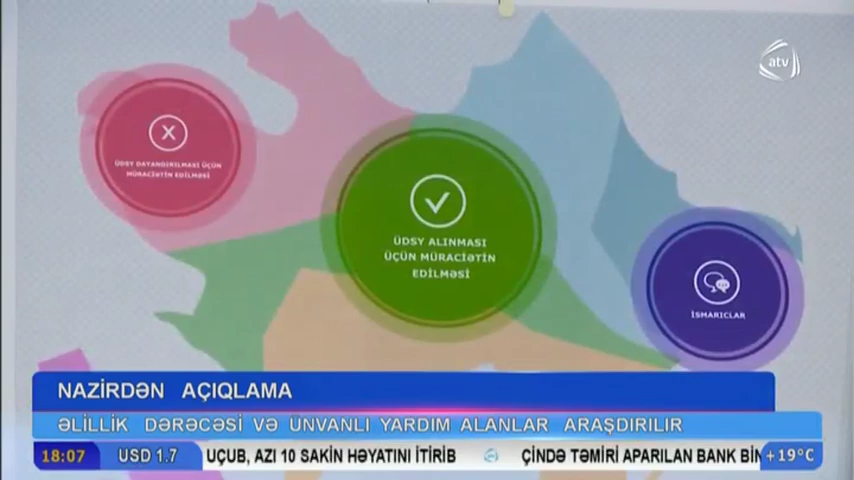 atv
X
ÜDSY DAYANDIRILMASI ÜÇÜN
MÜRACİƏTİN EDİLMƏSİ
ÜDSY ALINMASI
ÜÇÜN MÜRACİƏTİN
EDİLMƏSİ
İSMARICLAR
NAZİRDƏN AÇIQLAMA
ƏLİLLİK DƏRƏCƏSİ VƏ ÜNVANLI YARDIM ALANLAR ARAŞDIRILIR
18:07 USD 1.7 UÇUB, AZI 10 SAKİN HƏYATINI İTİRİB ÇİNDƏ TƏMİRİ APARILAN BANK BİN +19°C